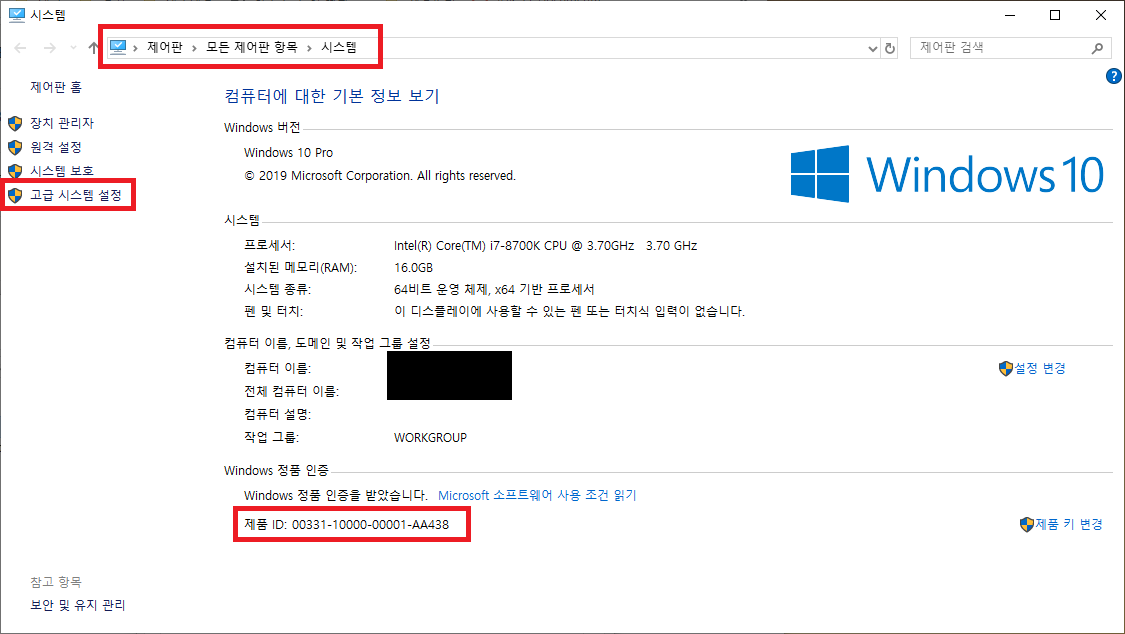 시스템
제어판 › 모든 제어판 항목 › 시스템
제어판 검색
?
제어판 홈
장치 관리자
원격 설정
시스템 보호
고급 시스템 설정
컴퓨터에 대한 기본 정보 보기
Windows 버전
Windows 10 Pro
© 2019 Microsoft Corporation. All rights reserved.
Windows 10
시스템
프로세서: Intel(R) Core(TM) i7-8700K CPU @ 3.70GHz 3.70 GHz
설치된 메모리(RAM): 16.0GB
시스템 종류: 64비트 운영 체제, x64 기반 프로세서
펜 및 터치: 이 디스플레이에 사용할 수 있는 펜 또는 터치식 입력이 없습니다.
컴퓨터 이름, 도메인 및 작업 그룹 설정
컴퓨터 이름: 설정 변경
전체 컴퓨터 이름:
컴퓨터 설명:
작업 그룹: WORKGROUP
Windows 정품 인증
Windows 정품 인증을 받았습니다. Microsoft 소프트웨어 사용 조건 읽기
제품 ID: 00331-10000-00001-AA438 제품 키 변경
참고 항목
보안 및 유지 관리